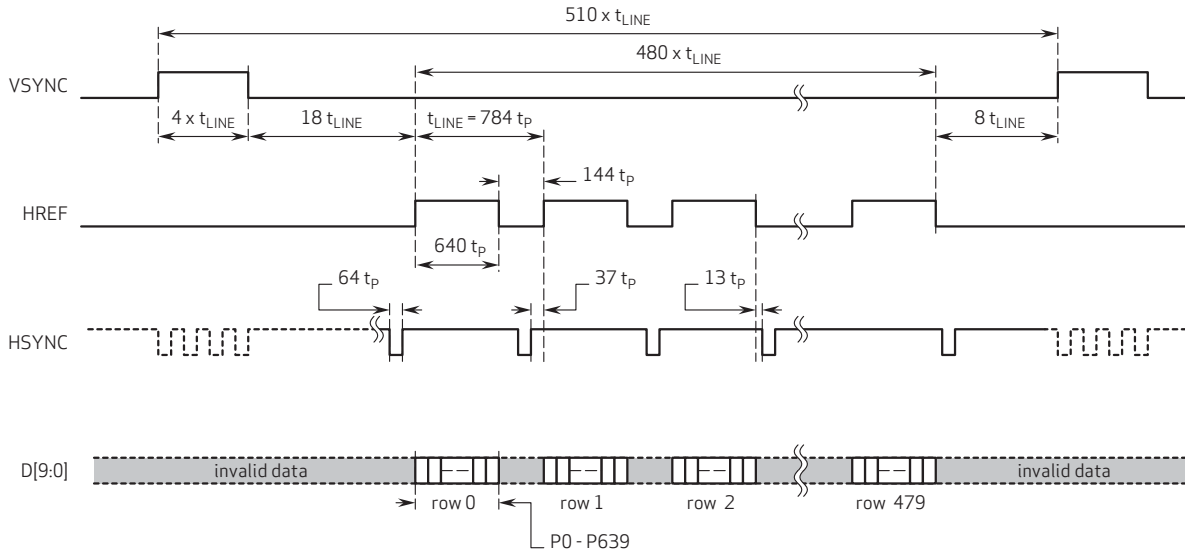 510 x tLINE
480 x tLINE
VSYNC
4 x tLINE
18 tLINE
tLINE = 784 tP
8 tLINE
144 tP
HREF
640 tP
64 tP
37 tP
13 tP
HSYNC
D[9:0]
invalid data
invalid data
row 0
row 1
row 2
row 479
P0 - P639